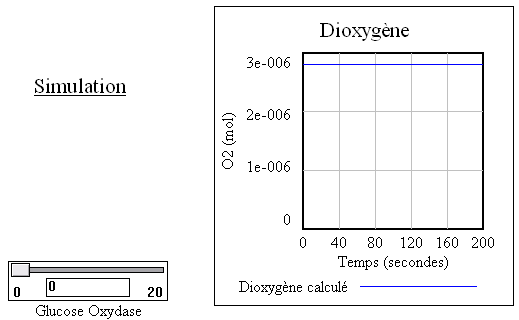 Simulation
Dioxygène
3e-006
2e-006
1e-006
0
O2 (mol)
0 40 80 120 160 200
Temps (secondes)
Dioxygène calculé
0 0 20
Glucose Oxydase